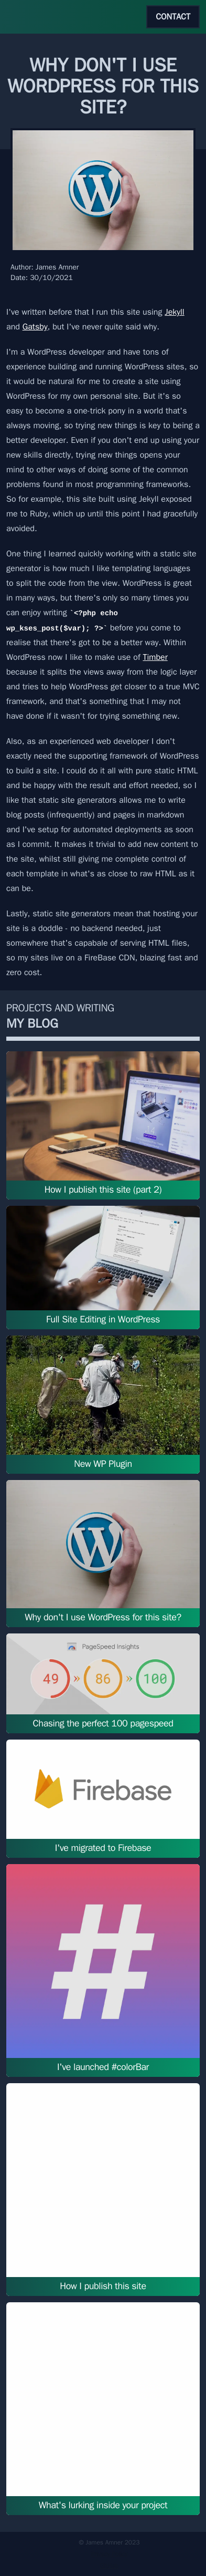 CONTACT
WHY DON'T I USE
WORDPRESS FOR THIS
SITE?
Author: James Amner
Date: 30/10/2021
I've written before that I run this site using Jekyll
and Gatsby, but I've never quite said why.
I'm a WordPress developer and have tons of
experience building and running WordPress sites, so
it would be natural for me to create a site using
WordPress for my own personal site. But it's so
easy to become a one-trick pony in a world that's
always moving, so trying new things is key to being a
better developer. Even if you don't end up using your
new skills directly, trying new things opens your
mind to other ways of doing some of the common
problems found in most programming frameworks.
So for example, this site built using Jekyll exposed
me to Ruby, which up until this point I had gracefully
avoided.
One thing I learned quickly working with a static site
generator is how much I like templating languages
to split the code from the view. WordPress is great
in many ways, but there's only so many times you
can enjoy writing `<?php echo
wp_kses_post($var); ?>` before you come to
realise that there's got to be a better way. Within
WordPress now I like to make use of Timber
because it splits the views away from the logic layer
and tries to help WordPress get closer to a true MVC
framework, and that's something that I may not
have done if it wasn't for trying something new.
Also, as an experienced web developer I don't
exactly need the supporting framework of WordPress
to build a site. I could do it all with pure static HTML
and be happy with the result and effort needed, so I
like that static site generators allows me to write
blog posts (infrequently) and pages in markdown
and I've setup for automated deployments as soon
as I commit. It makes it trivial to add new content to
the site, whilst still giving me complete control of
each template in what's as close to raw HTML as it
can be.
Lastly, static site generators mean that hosting your
site is a doddle - no backend needed, just
somewhere that's capable of serving HTML files,
so my sites live on a FireBase CDN, blazing fast and
zero cost.
PROJECTS AND WRITING
MY BLOG
How I publish this site (part 2)
Full Site Editing in WordPress
New WP Plugin
Why don't I use WordPress for this site?
PageSpeed Insights
49 » 86 » 100
Chasing the perfect 100 pagespeed
Firebase
I've migrated to Firebase
#
I've launched #colorBar
How I publish this site
What's lurking inside your project
© James Amner 2023